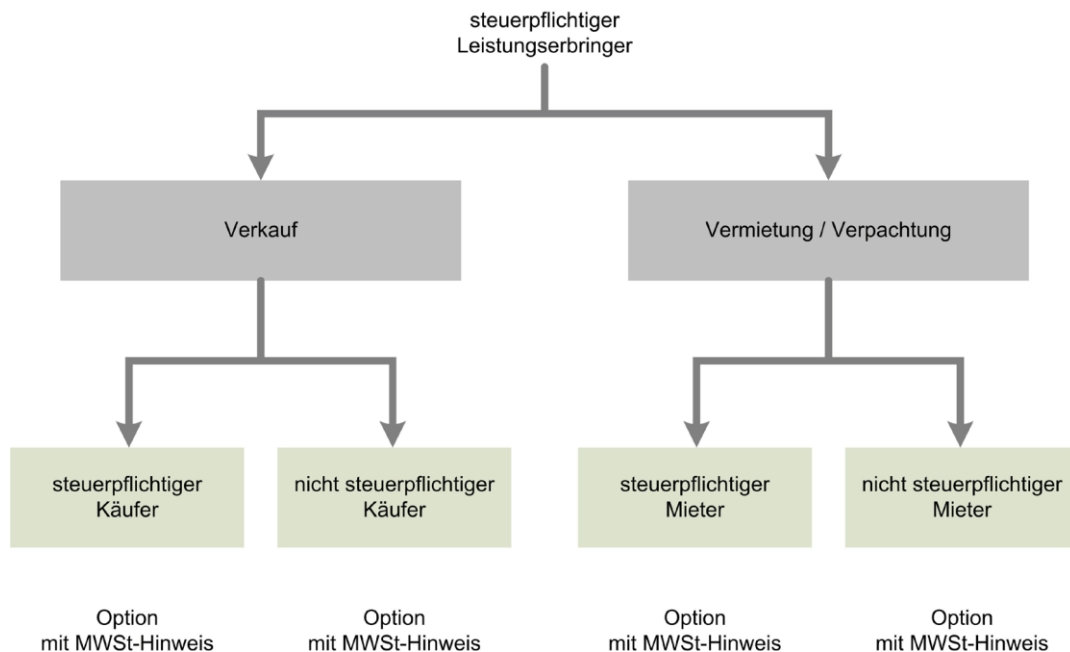 steuerpflichtiger
Leistungserbringer
Verkauf
Vermietung / Verpachtung
steuerpflichtiger
Käufer
nicht steuerpflichtiger
Käufer
steuerpflichtiger
Mieter
nicht steuerpflichtiger
Mieter
Option
mit MWSt-Hinweis
Option
mit MWSt-Hinweis
Option
mit MWSt-Hinweis
Option
mit MWSt-Hinweis